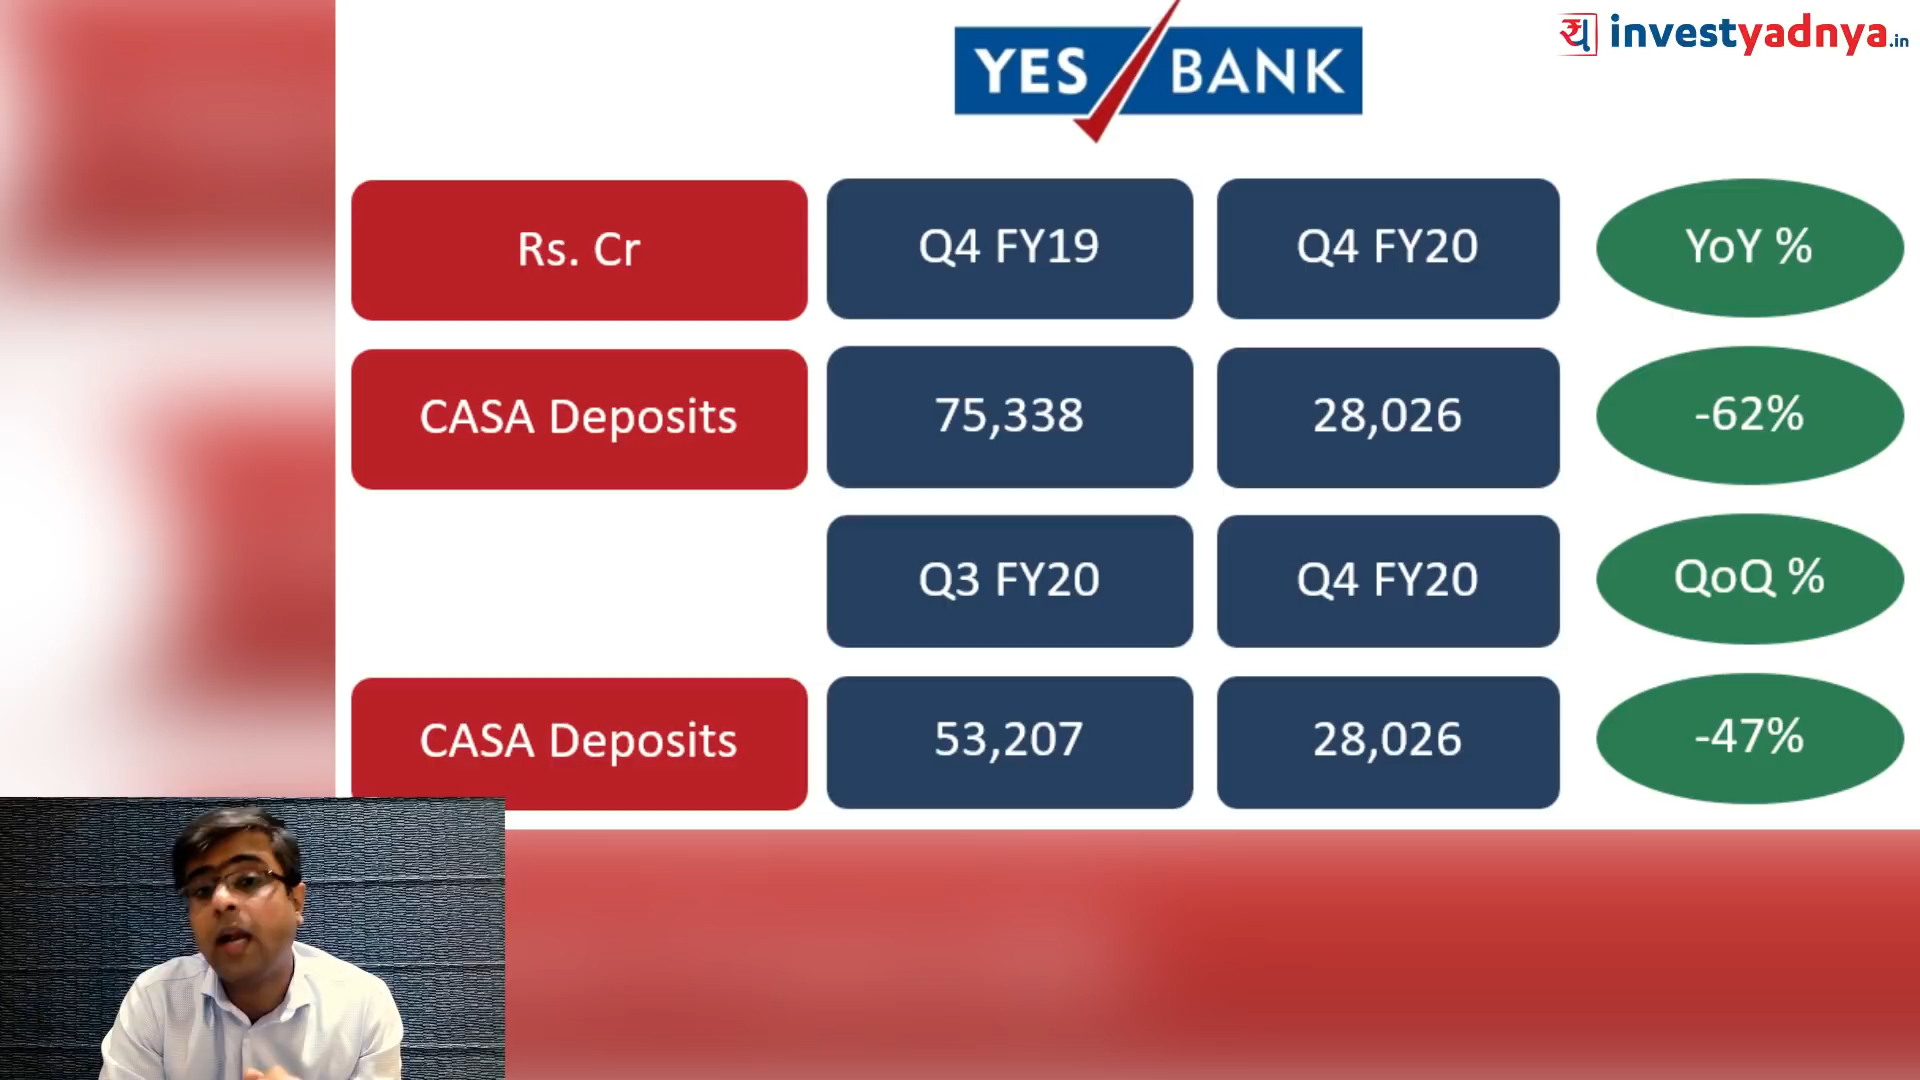 YES BANK
investyadnya.in
Rs. Cr
Q4 FY19
Q4 FY20
YoY %
CASA Deposits
75,338
28,026
-62%
Q3 FY20
Q4 FY20
QoQ %
CASA Deposits
53,207
28,026
-47%